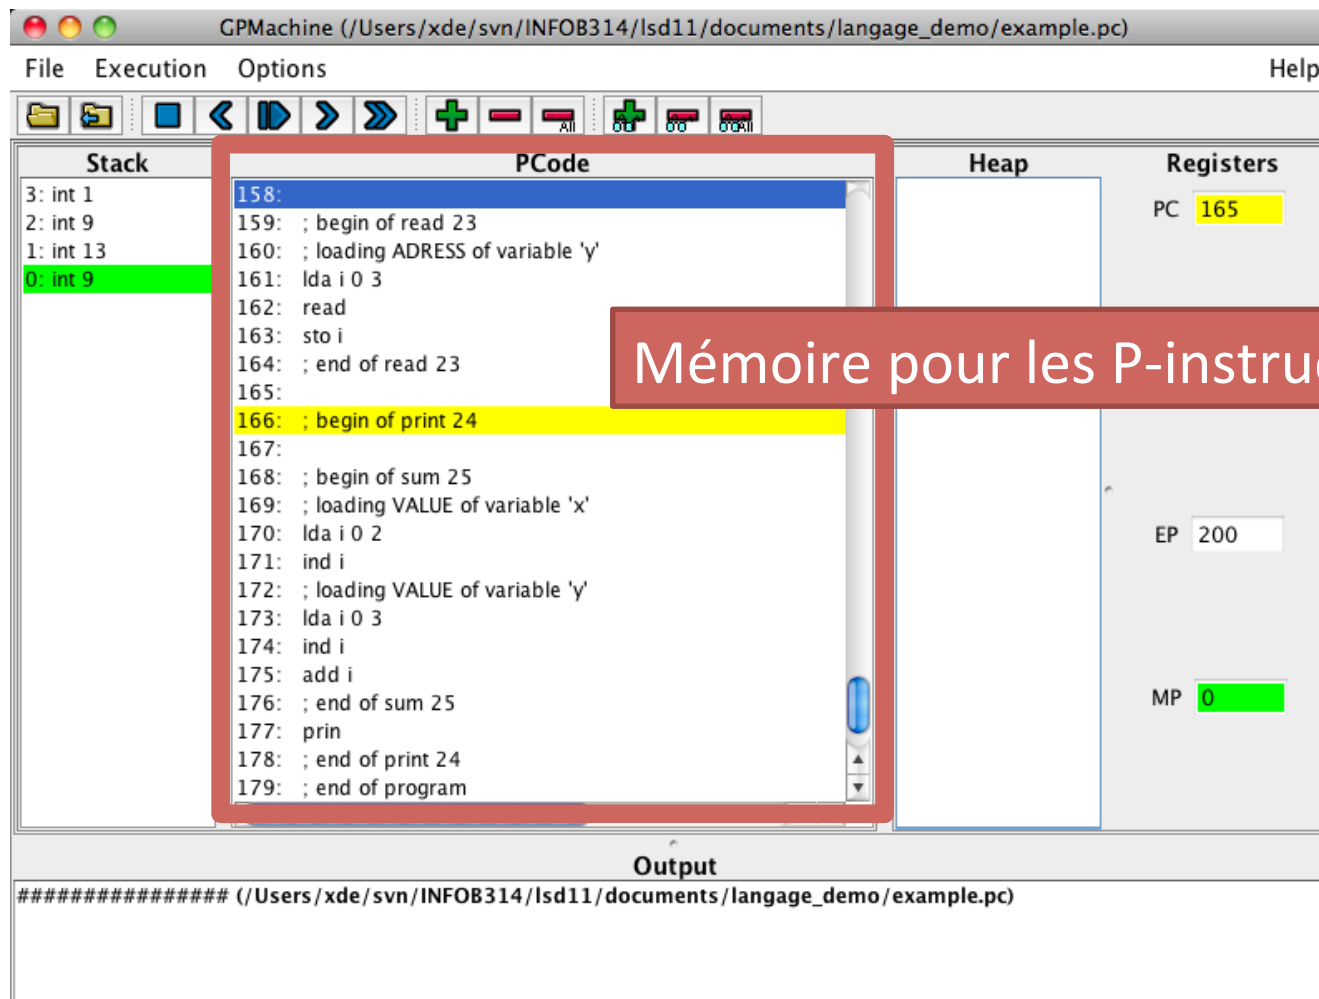 GPMachine (/Users/xde/svn/INFOB314/lsd11/documents/langage_demo/example.pc)
File Execution Options Help
All All
Stack
3: int 1
2: int 9
1: int 13
0: int 9
PCode
158:
159: ; begin of read 23
160: ; loading ADRESS of variable 'y'
161: lda i 0 3
162: read
163: sto i
164: ; end of read 23
165:
166: ; begin of print 24
167:
168: ; begin of sum 25
169: ; loading VALUE of variable 'x'
170: lda i 0 2
171: ind i
172: ; loading VALUE of variable 'y'
173: lda i 0 3
174: ind i
175: add i
176: ; end of sum 25
177: prin
178: ; end of print 24
179: ; end of program
Mémoire pour les P-instru
Heap
Registers
PC 165
EP 200
MP 0
Output
################ (/Users/xde/svn/INFOB314/lsd11/documents/langage_demo/example.pc)